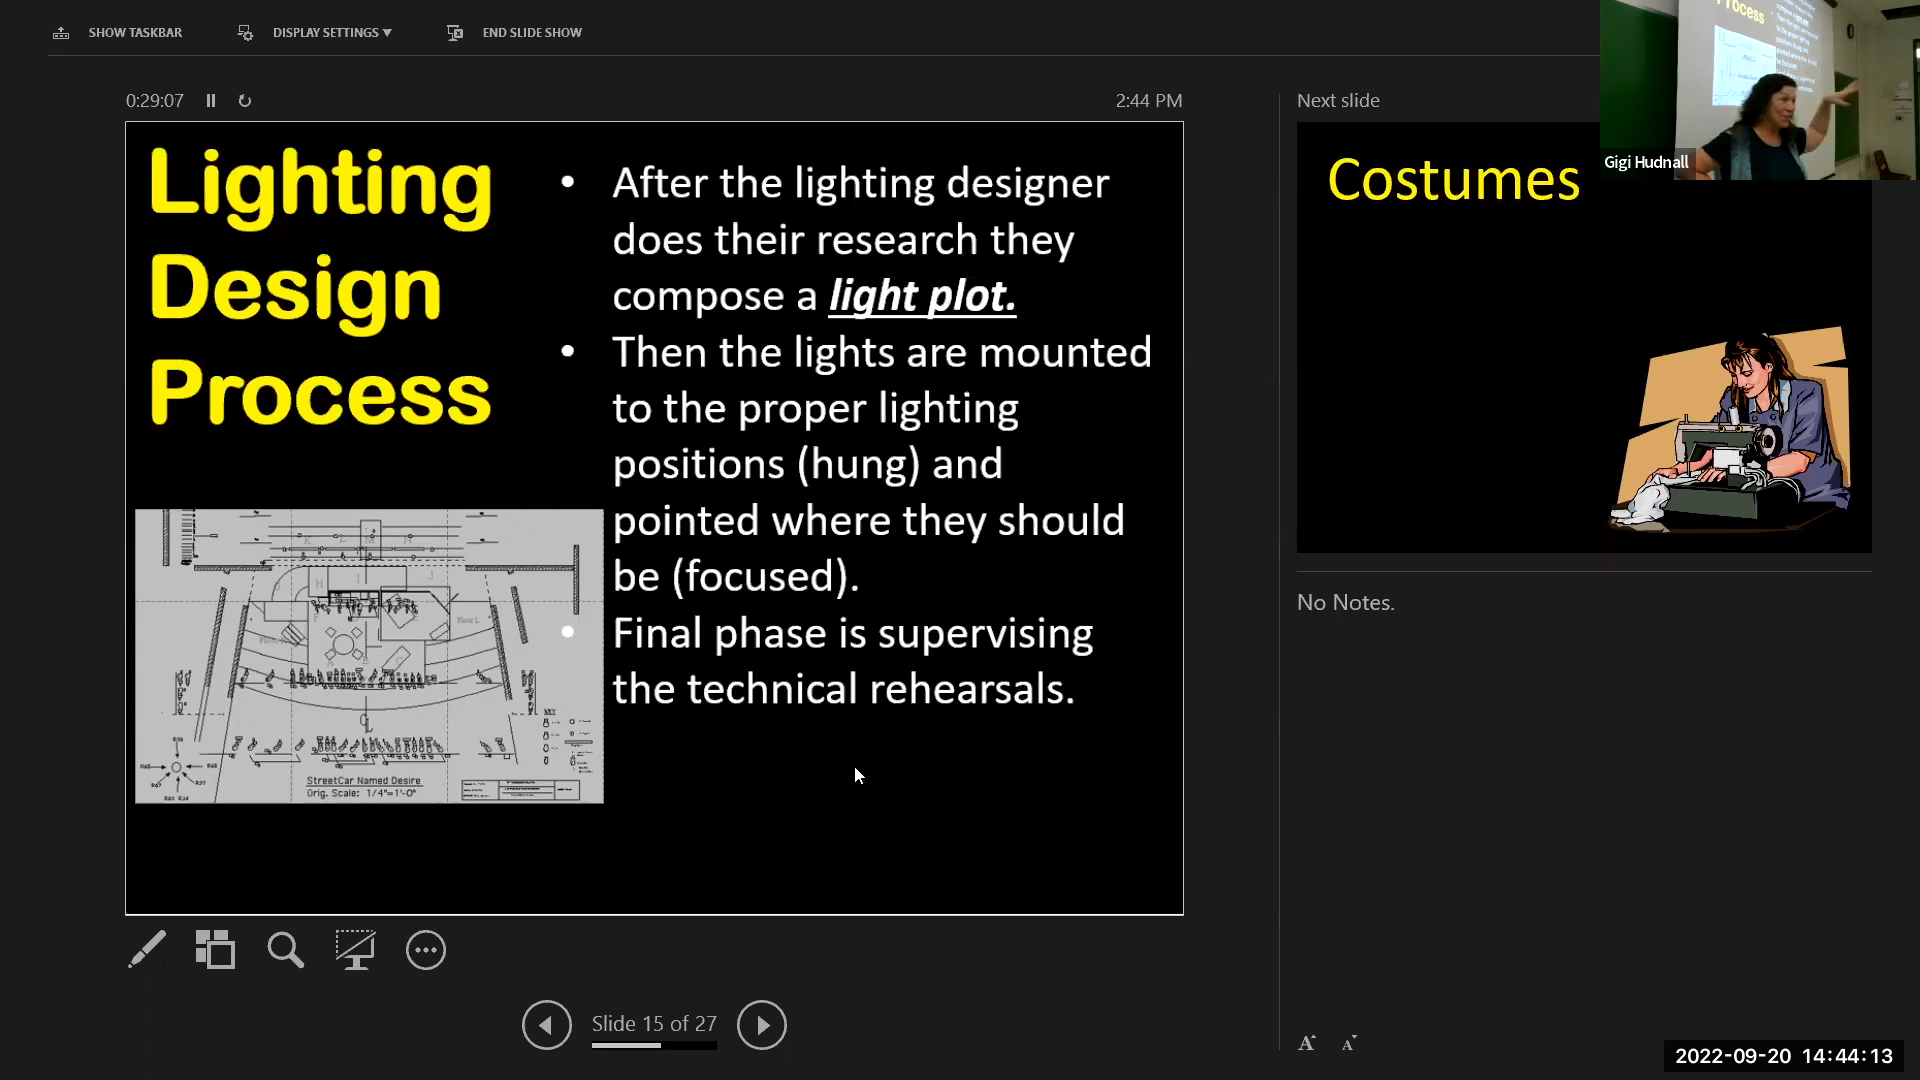 SHOW TASKBAR
DISPLAY SETTINGS ▼
END SLIDE SHOW
0:29:07
2:44 PM
Next slide
Lighting
Design
Process
• After the lighting designer
does their research they
compose a light plot.
• Then the lights are mounted
to the proper lighting
positions (hung) and
pointed where they should
be (focused).
• Final phase is supervising
the technical rehearsals.
StreetCar Named Desire
Orig. Scale: 1/4"=1'-0"
Costumes
Process
Gigi Hudnall
No Notes.
Slide 15 of 27
A A
2022-09-20 14:44:13